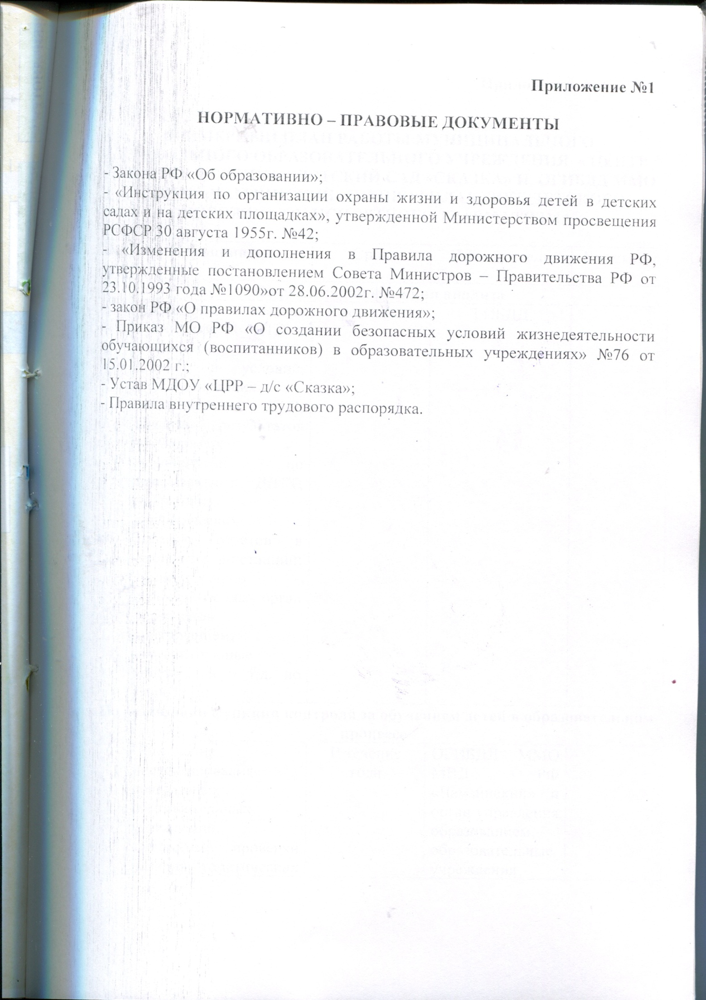 Приложение №1
НОРМАТИВНО – ПРАВОВЫЕ ДОКУМЕНТЫ
- Закона РФ «Об образовании»;
- «Инструкция по организации охраны жизни и здоровья детей в детских
садах и на детских площадках», утвержденной Министерством просвещения
РСФСР 30 августа 1955г. №42;
- «Изменения и дополнения в Правила дорожного движения РФ,
утвержденные постановлением Совета Министров – Правительства РФ от
23.10.1993 года №1090»от 28.06.2002г. №472;
- закон РФ «О правилах дорожного движения»;
- Приказ МО РФ «О создании безопасных условий жизнедеятельности
обучающихся (воспитанников) в образовательных учреждениях» №76 от
15.01.2002 г.;
- Устав МДОУ «ЦРР – д/с «Сказка»;
- Правила внутреннего трудового распорядка.